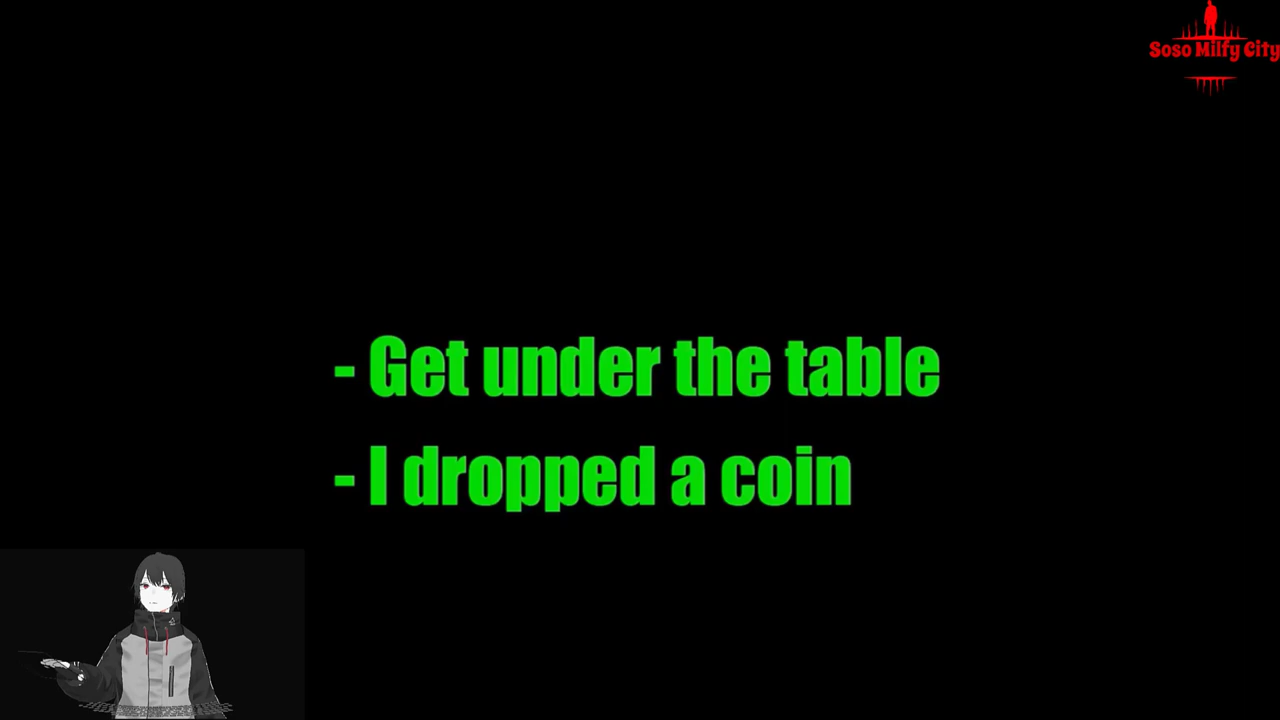 Soso Milfy City
- Get under the table
- I dropped a coin